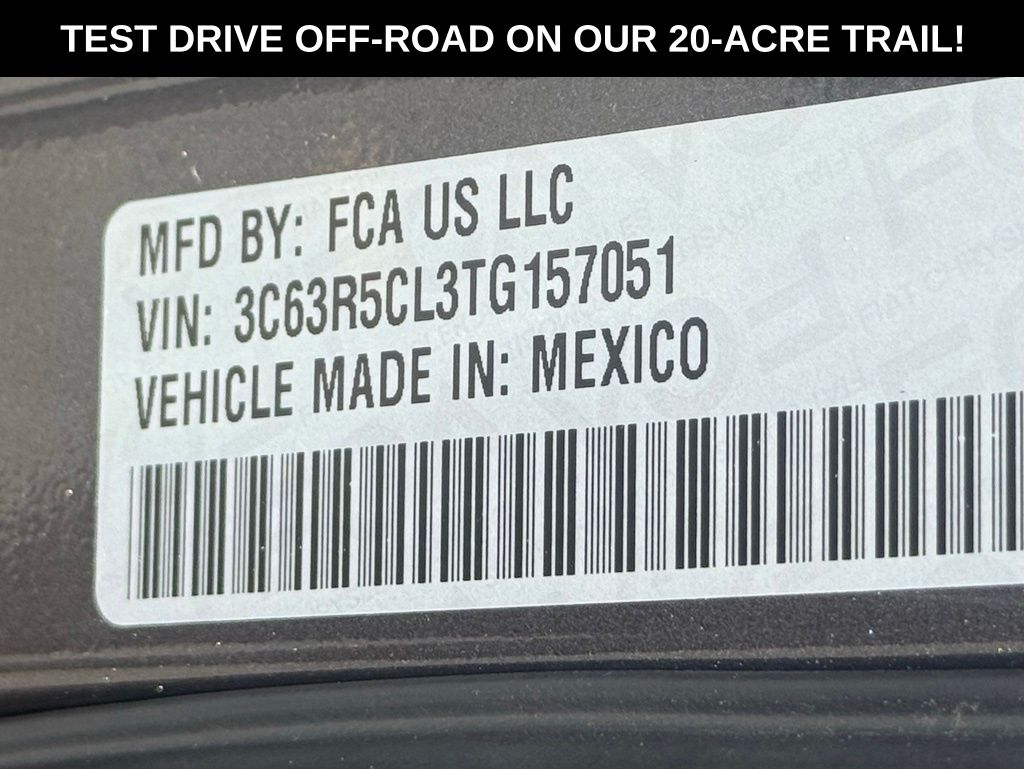 TEST DRIVE OFF-ROAD ON OUR 20-ACRE TRAIL!
MFD BY: FCA US LLC
VIN: 3C63R5CL3TG157051
VEHICLE MADE IN: MEXICO